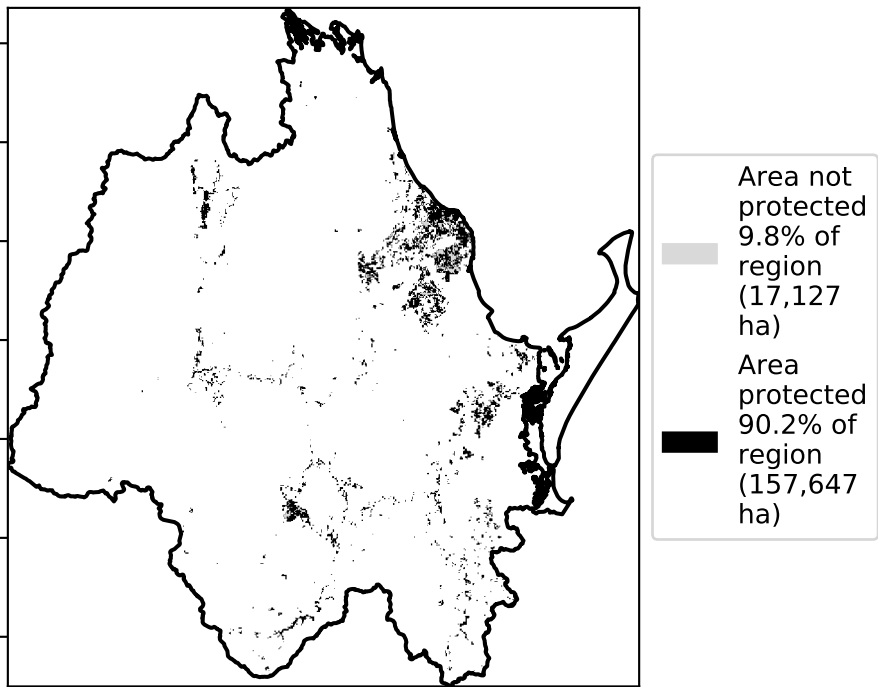 Area not
protected
9.8% of
region
(17,127
ha)
Area
protected
90.2% of
region
(157,647
ha)